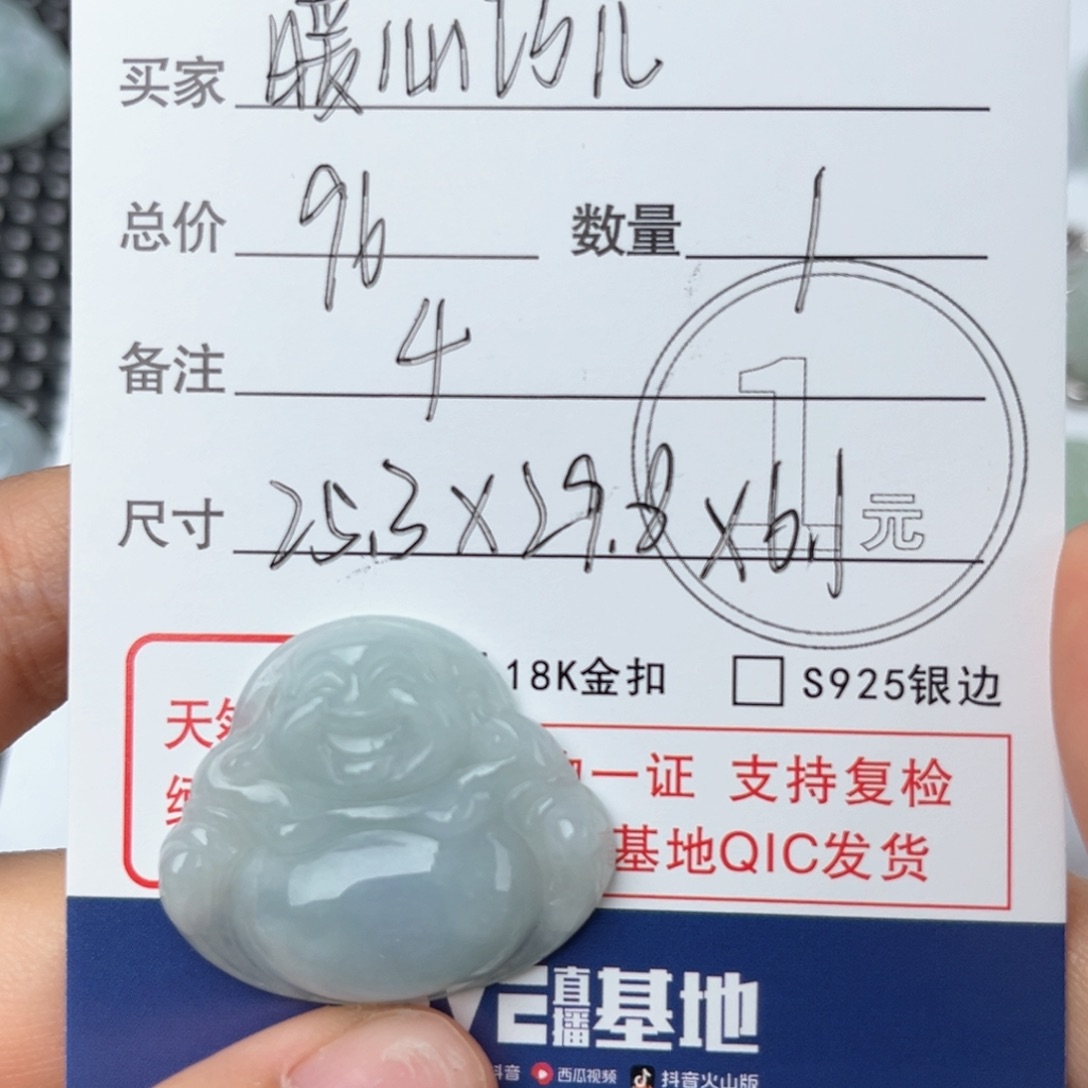 买家 暖
总价 96 数量 1
备注 4
1
尺寸 25.3×29.8×6.1 元
18K金扣 □ S925银边
天 一证 支持复检
基地QIC发货
直播基地
抖音 西瓜视频 抖音火山版